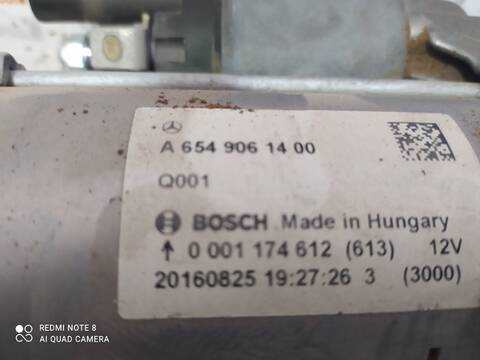 A 654 906 14 00
Q001
BOSCH Made in Hungary
0 001 174 612 (613) 12V
20160825 19:27:26 3 (3000)
REDMI NOTE 8
AI QUAD CAMERA